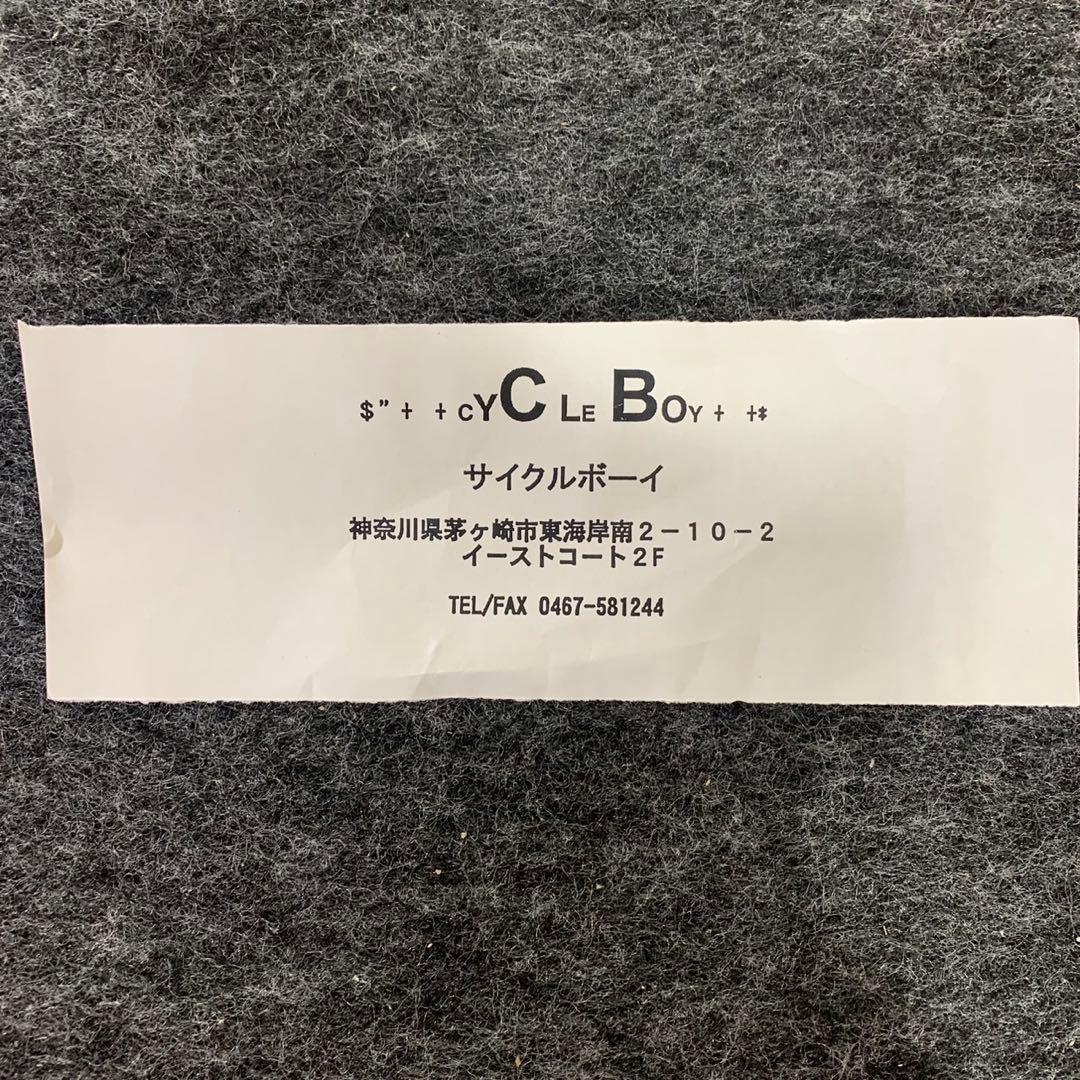 $” + + cYC LE BOY + +*
サイクルボーイ
神奈川県茅ヶ崎市東海岸南２－１０－２
イーストコート２F
TEL/FAX 0467-581244